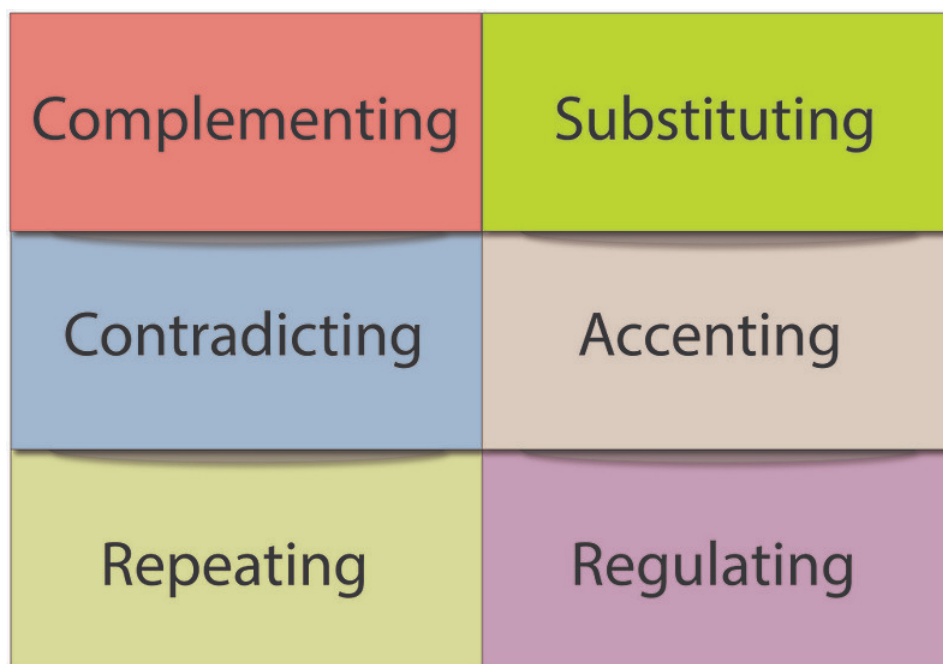 Complementing
Substituting
Contradicting
Accenting
Repeating
Regulating